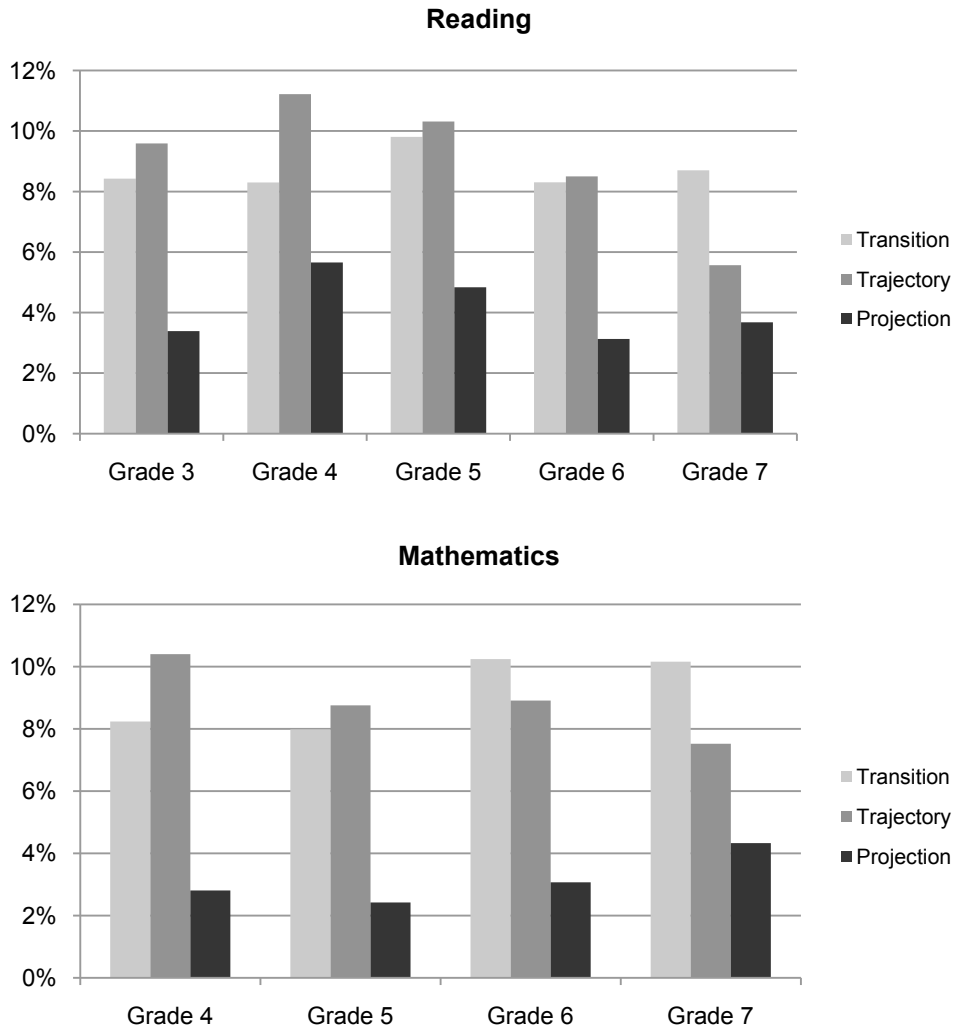 Reading
12%
10%
8%
6%
4%
2%
0%
Grade 3 Grade 4 Grade 5 Grade 6 Grade 7
Transition
Trajectory
Projection
Mathematics
12%
10%
8%
6%
4%
2%
0%
Grade 4 Grade 5 Grade 6 Grade 7
Transition
Trajectory
Projection